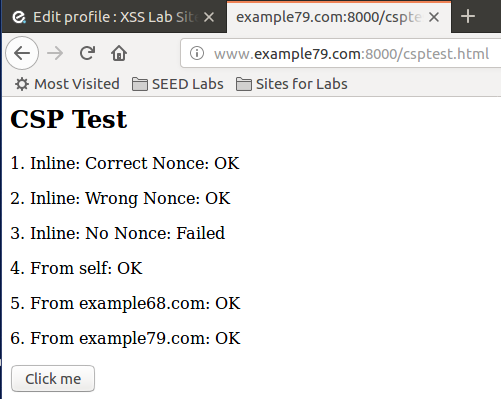 Edit profile : XSS Lab Sit
example79.com:8000/cspte
www.example79.com:8000/csptest.html
Most Visited SEED Labs Sites for Labs
CSP Test
1. Inline: Correct Nonce: OK
2. Inline: Wrong Nonce: OK
3. Inline: No Nonce: Failed
4. From self: OK
5. From example68.com: OK
6. From example79.com: OK
Click me